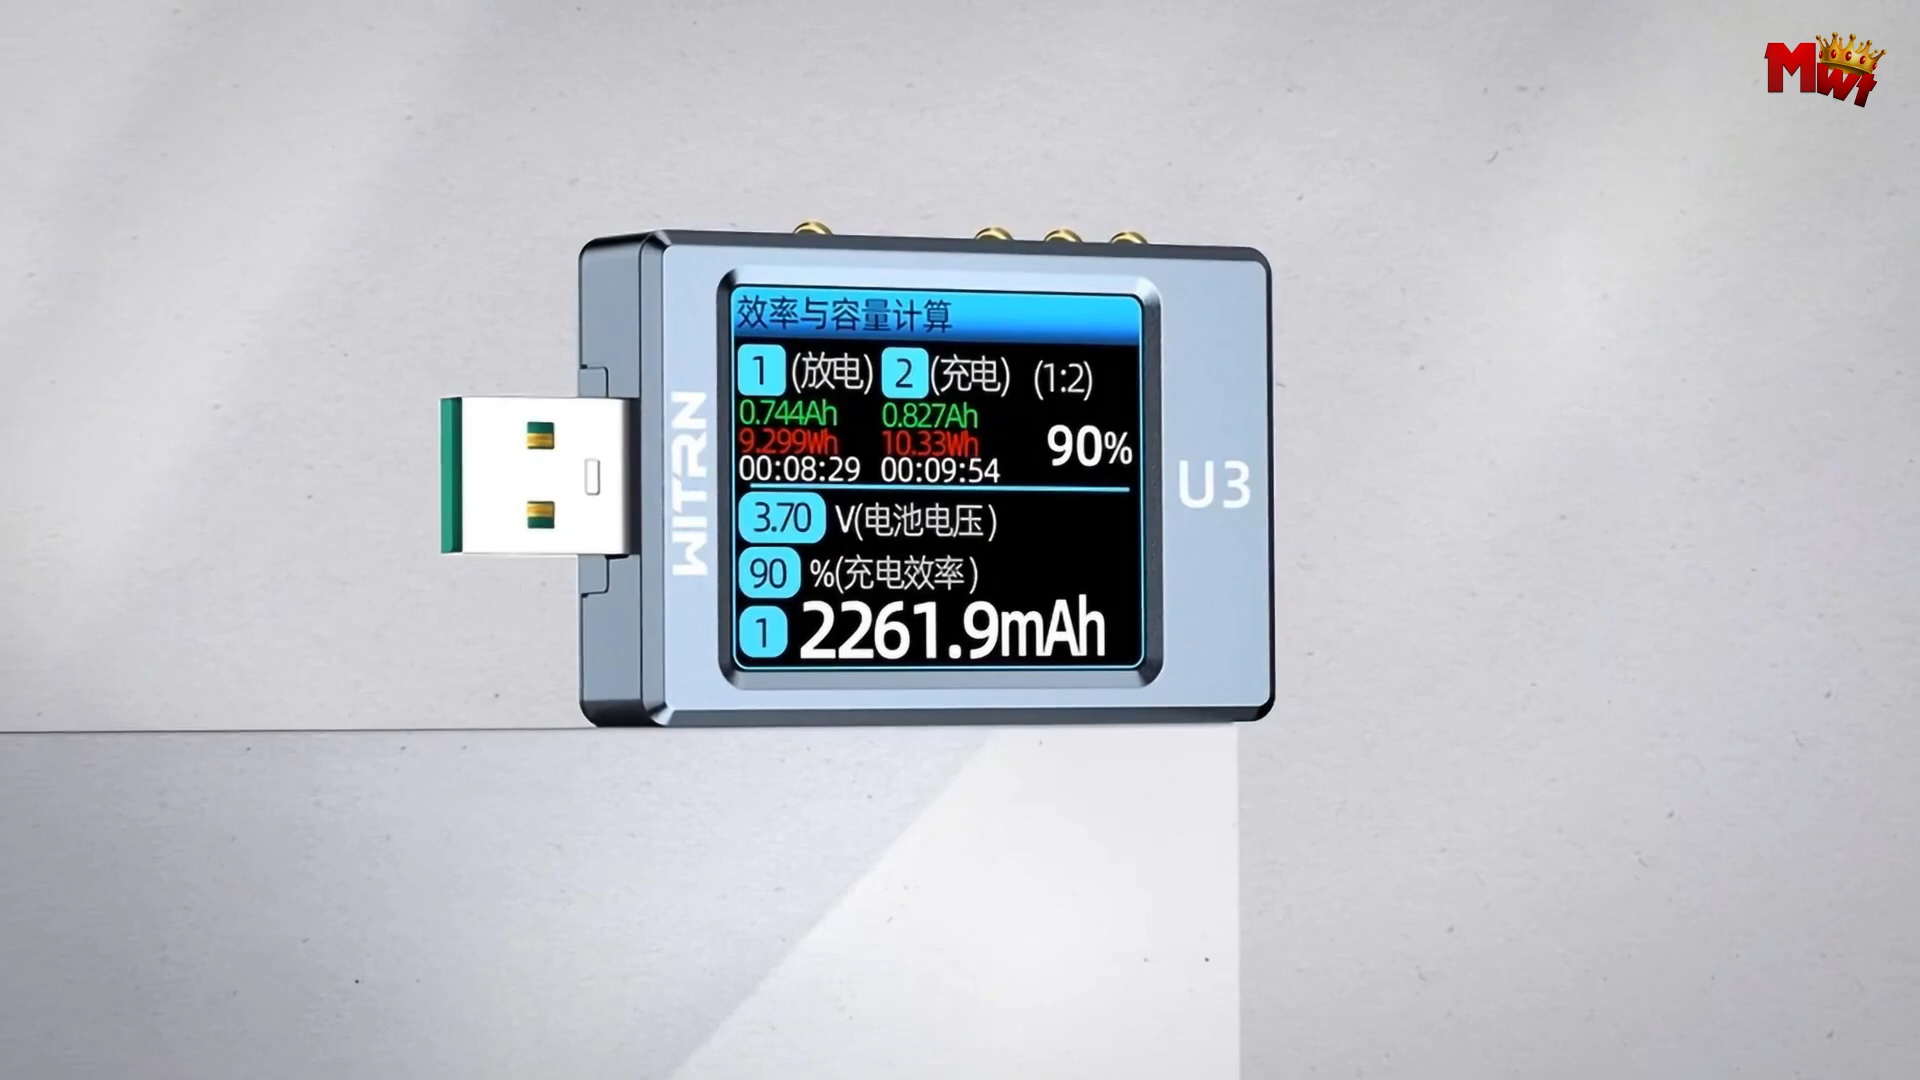 Mwt
效率与容量计算
1 (放电) 2 (充电) (1:2)
0.744Ah 0.827Ah
9.299Wh 10.33Wh
90%
00:08:29 00:09:54
3.70 V(电池电压)
90 %(充电效率)
1 2261.9mAh
WITRN
U3